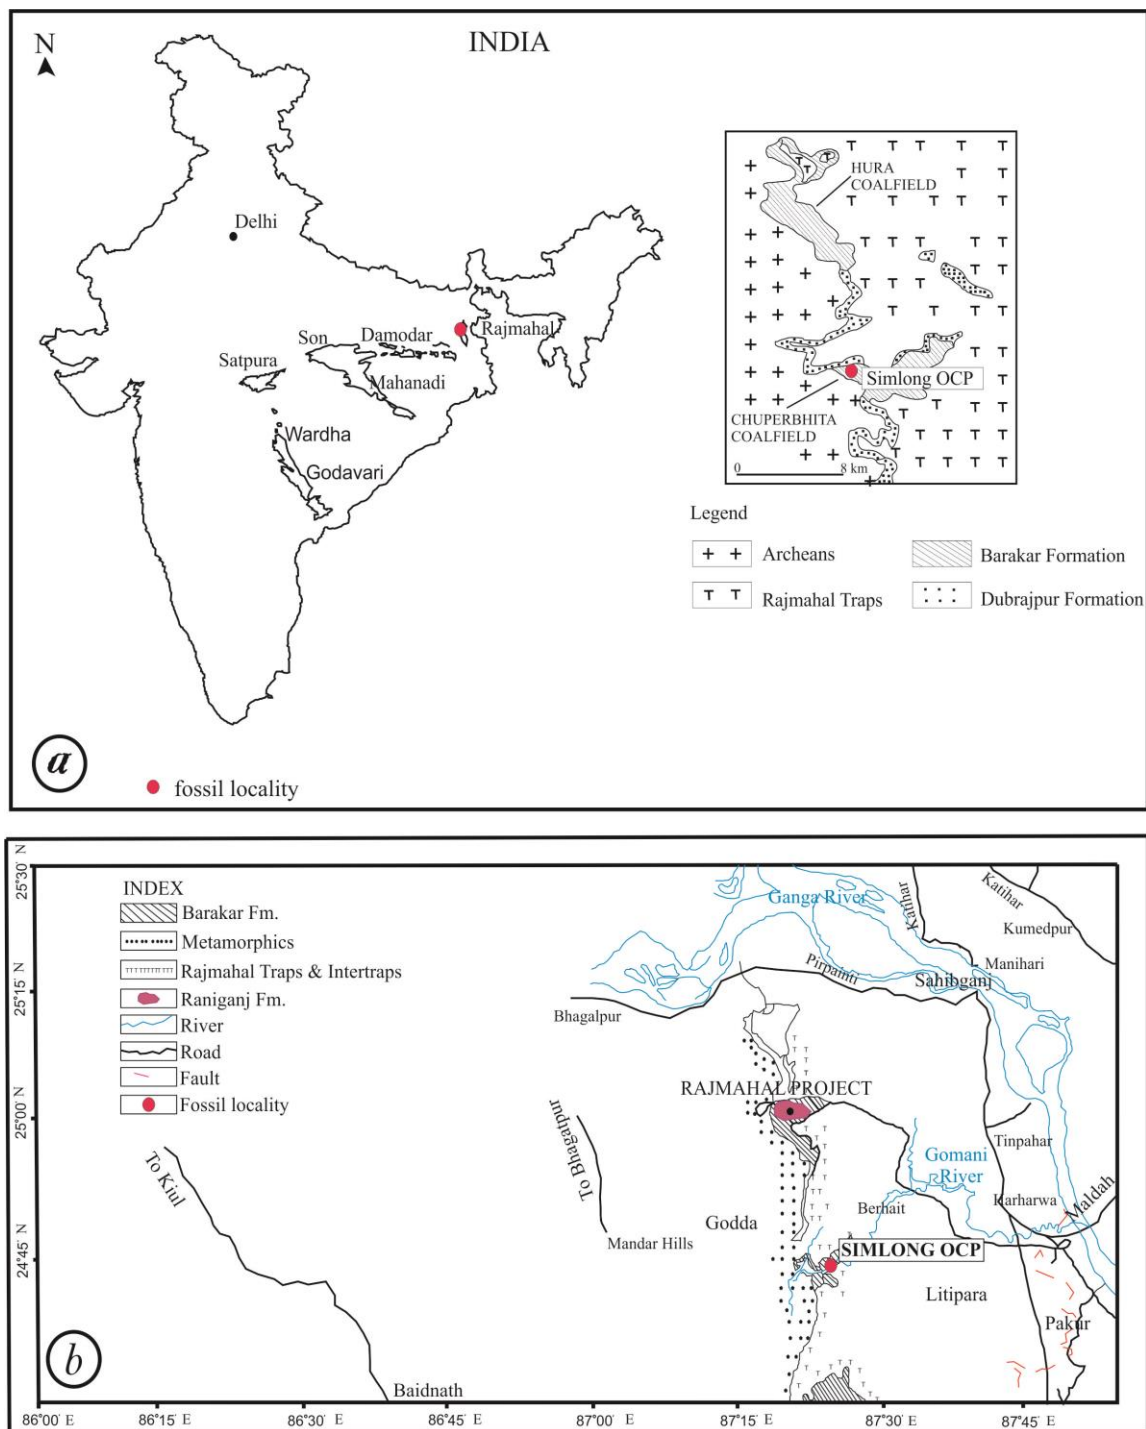 INDIA
N
Delhi
Son
Damodar
Rajmahal
Satpura
Mahanadi
Wardha
Godavari
HURA
COALFIELD
Simlong OCP
CHUPERBHITA
COALFIELD
0 8 km
Legend
+ + Archeans
Barakar Formation
T T Rajmahal Traps
Dubrajpur Formation
a
fossil locality
25°30' N
25°15' N
25°00' N
24°45' N
INDEX
Barakar Fm.
Metamorphics
Rajmahal Traps & Intertraps
Raniganj Fm.
River
Road
Fault
Fossil locality
Ganga River
Katihar
Katihar
Kumedpur
Pirpainti
Manihari
Sahibganj
Bhagalpur
RAJMAHAL PROJECT
To Bhagatpur
To Kiul
Tinpahar
Gomani
River
Maldah
Berhait
Godda
Mandar Hills
SIMLONG OCP
Litipara
Pakur
Baidnath
b
86°00' E 86°15' E 86°30' E 86°45' E 87°00' E 87°15' E 87°30' E 87°45' E